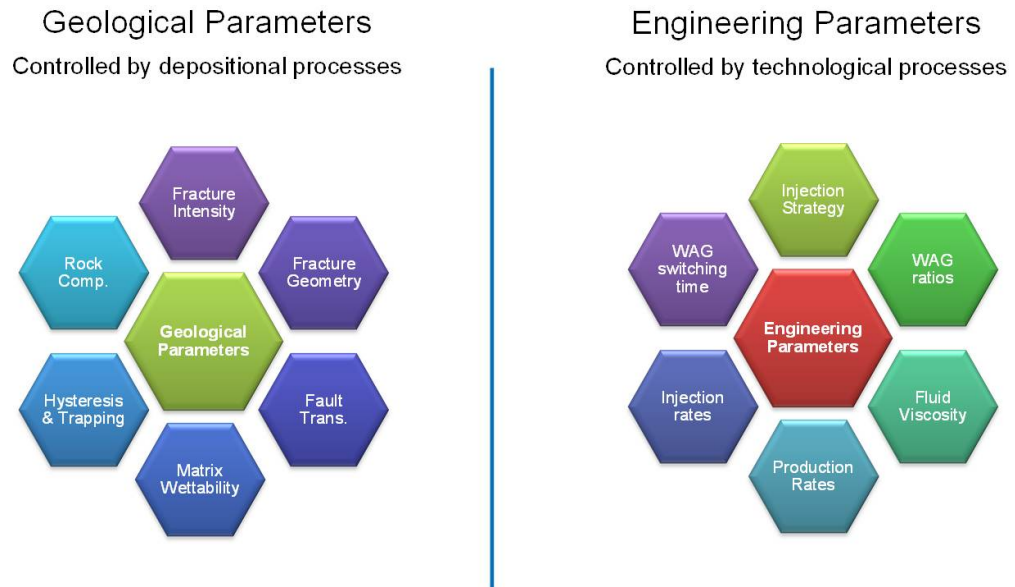 Geological Parameters
Controlled by depositional processes
Fracture
Intensity
Fracture
Geometry
Fault
Trans.
Matrix
Wettability
Hysteresis
& Trapping
Rock
Comp.
Geological
Parameters
Engineering Parameters
Controlled by technological processes
Injection
Strategy
WAG
ratios
Fluid
Viscosity
Production
Rates
Injection
rates
WAG
switching
time
Engineering
Parameters